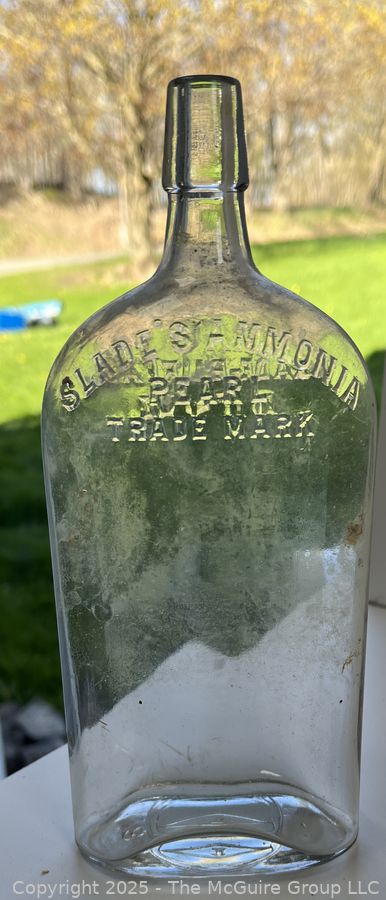 SLADE'S AMMONIA
PEARL
TRADE MARK
Copyright 2025 - The McGuire Group LLC